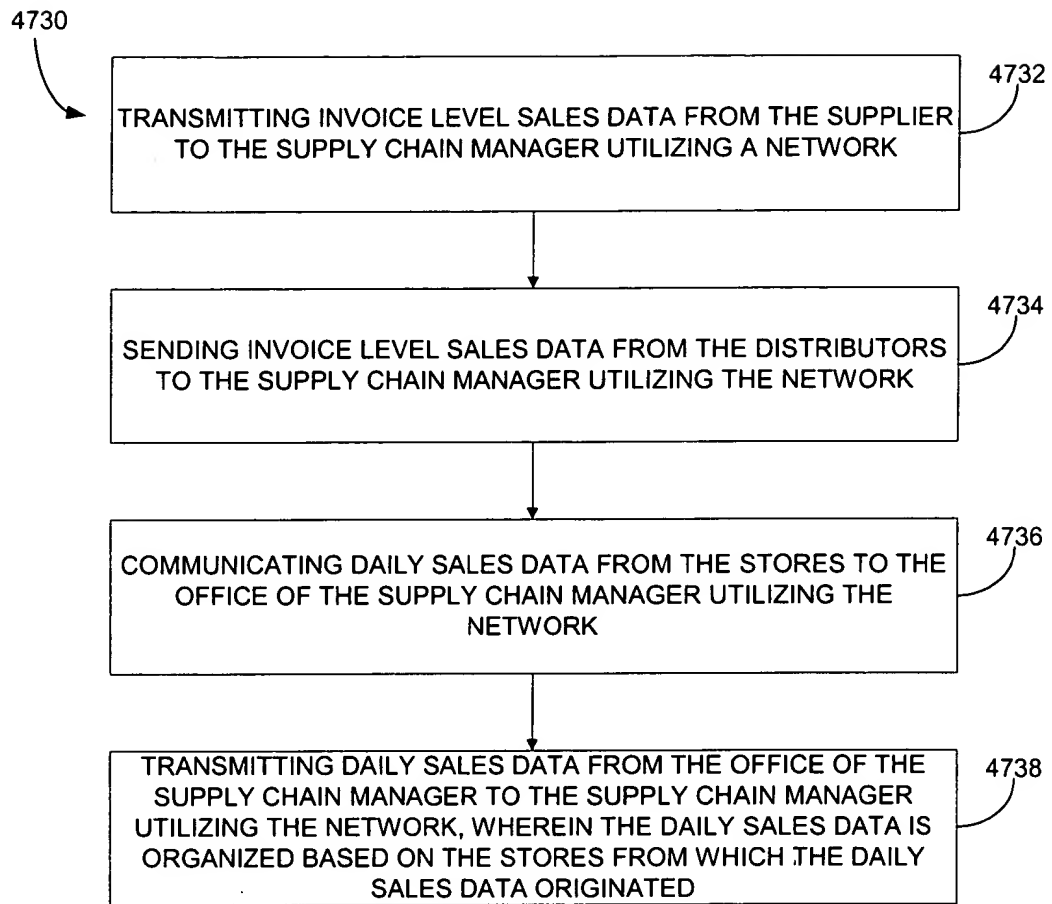 4730
4732
TRANSMITTING INVOICE LEVEL SALES DATA FROM THE SUPPLIER
TO THE SUPPLY CHAIN MANAGER UTILIZING A NETWORK
4734
SENDING INVOICE LEVEL SALES DATA FROM THE DISTRIBUTORS
TO THE SUPPLY CHAIN MANAGER UTILIZING THE NETWORK
4736
COMMUNICATING DAILY SALES DATA FROM THE STORES TO THE
OFFICE OF THE SUPPLY CHAIN MANAGER UTILIZING THE
NETWORK
4738
TRANSMITTING DAILY SALES DATA FROM THE OFFICE OF THE
SUPPLY CHAIN MANAGER TO THE SUPPLY CHAIN MANAGER
UTILIZING THE NETWORK, WHEREIN THE DAILY SALES DATA IS
ORGANIZED BASED ON THE STORES FROM WHICH THE DAILY
SALES DATA ORIGINATED